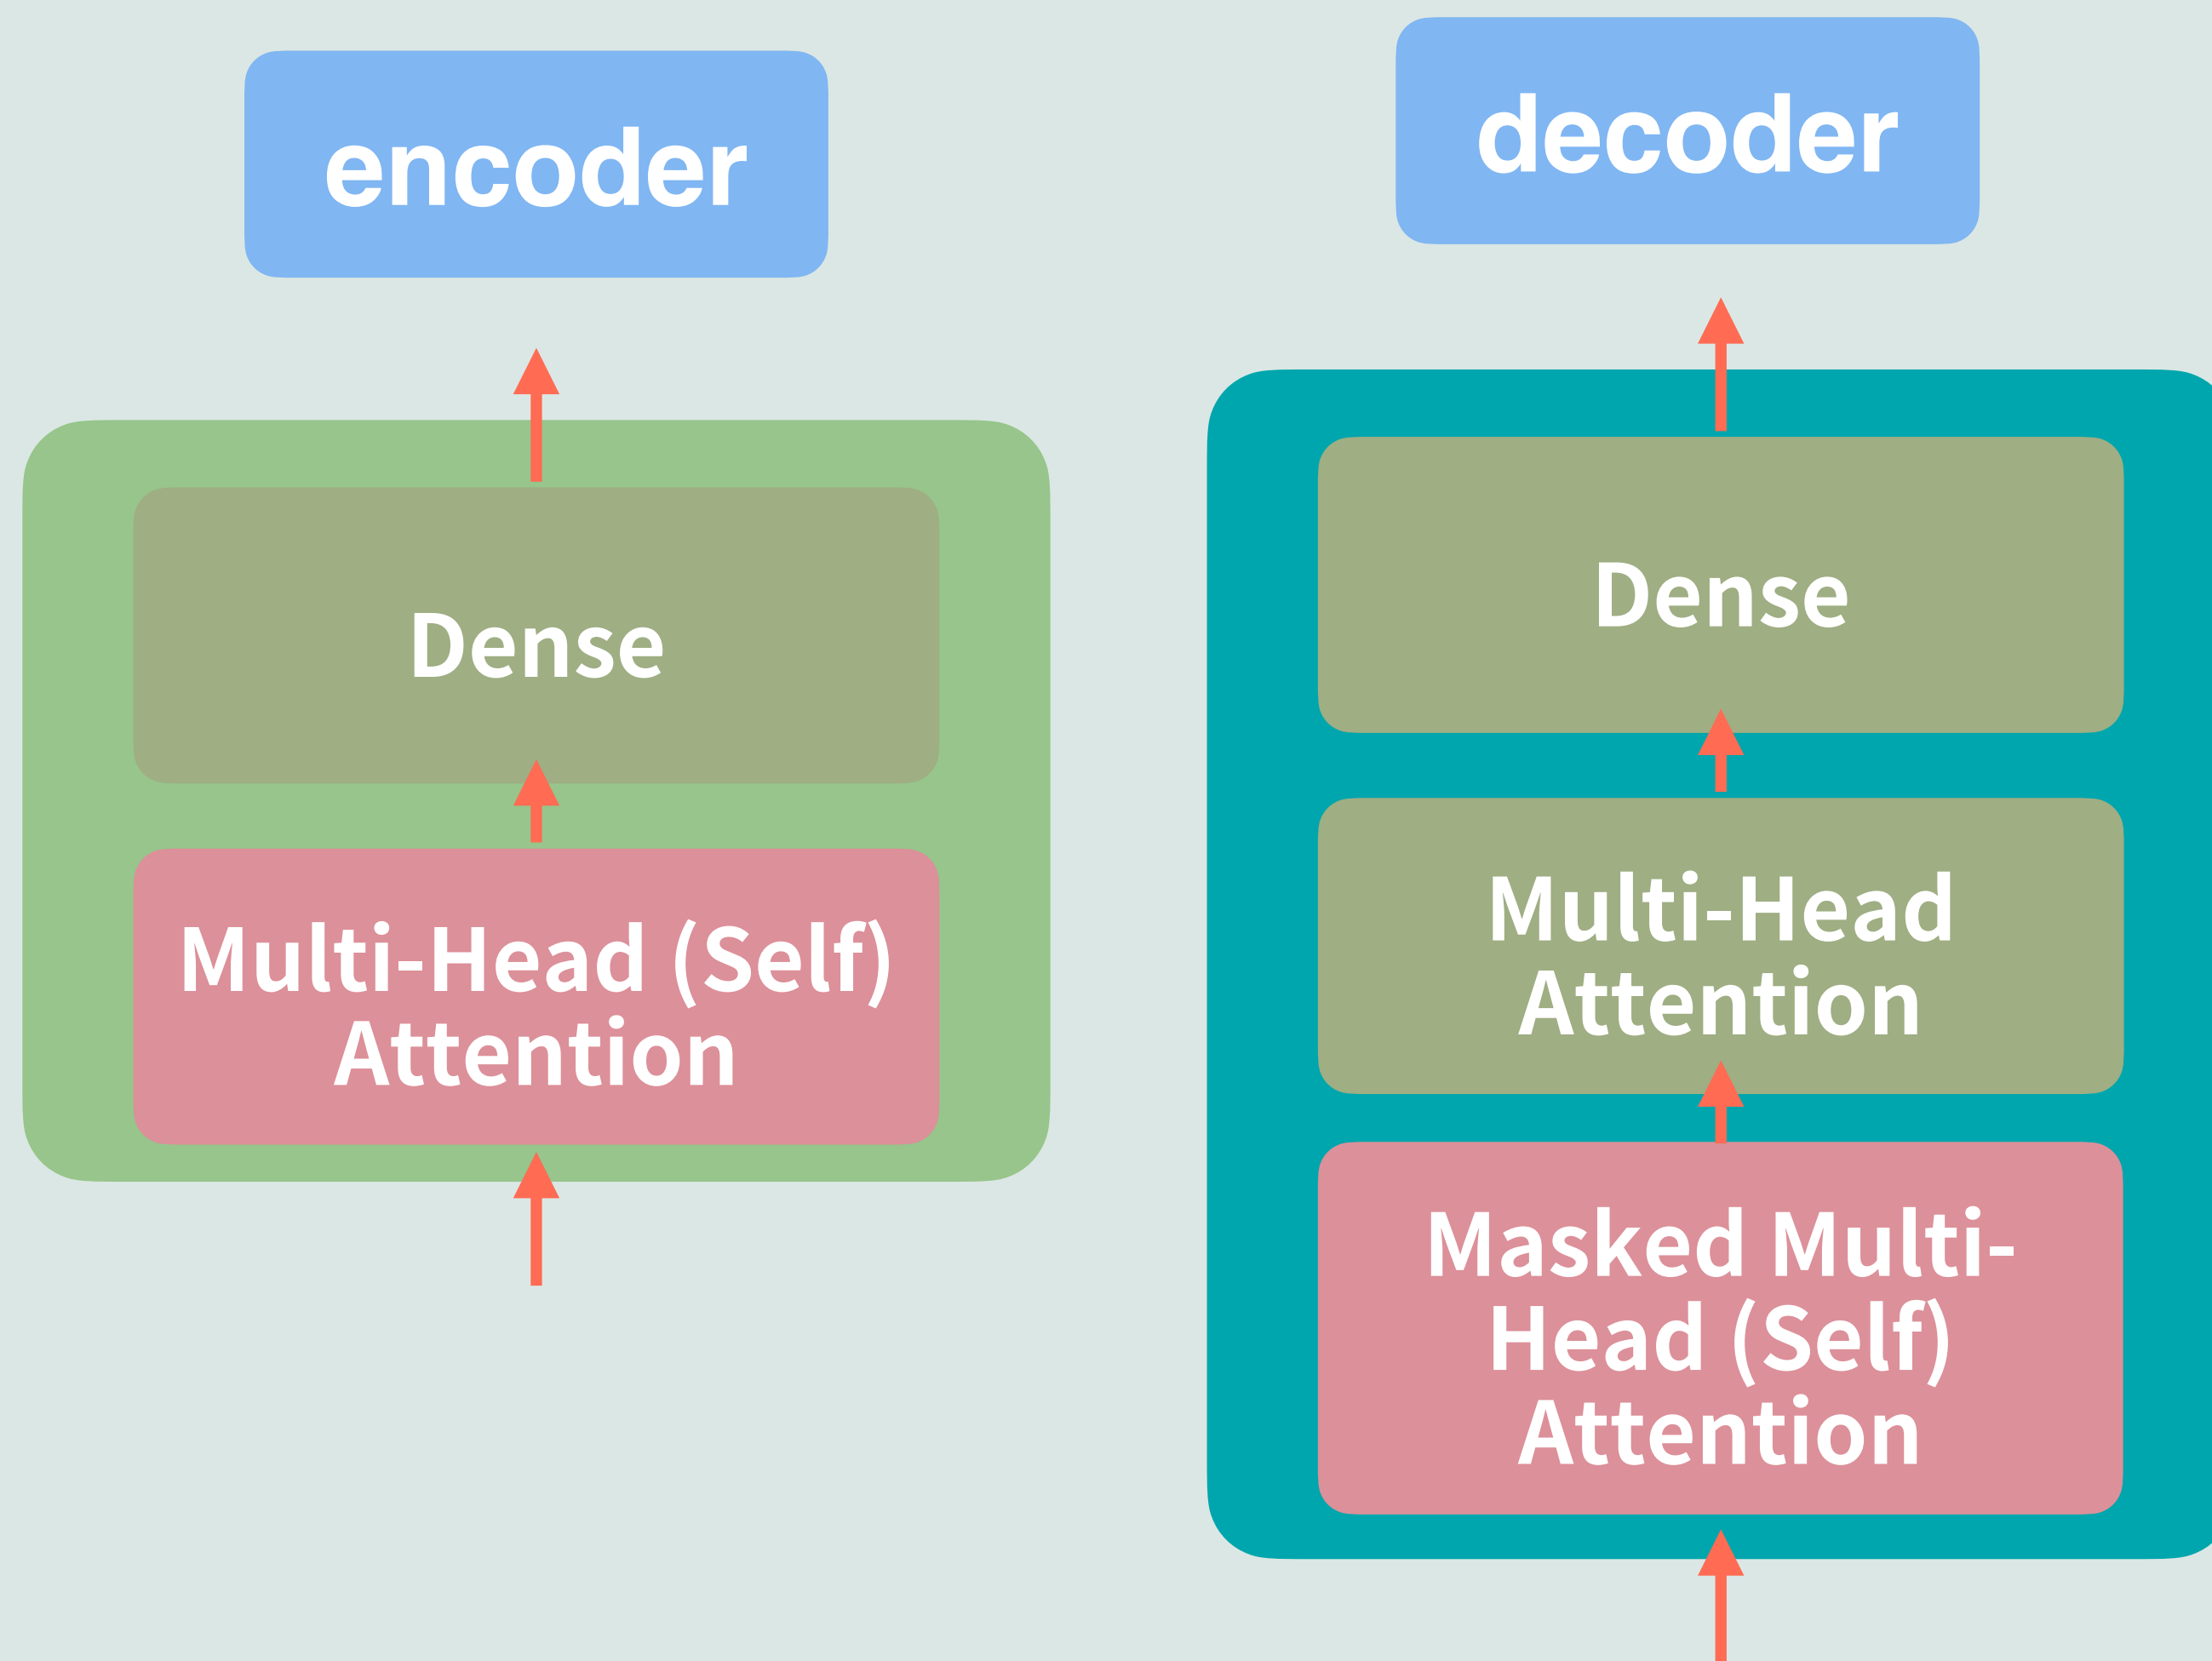 encoder
Dense
Multi-Head (Self)
Attention
decoder
Dense
Multi-Head
Attention
Masked Multi-
Head (Self)
Attention